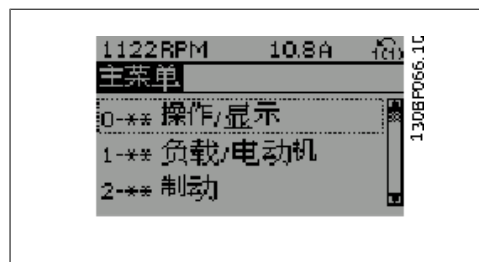 1122RPM 10.8A (1)
主菜单
0-** 操作/显示
1-** 负载/电动机
2-** 制动
130BP066.10